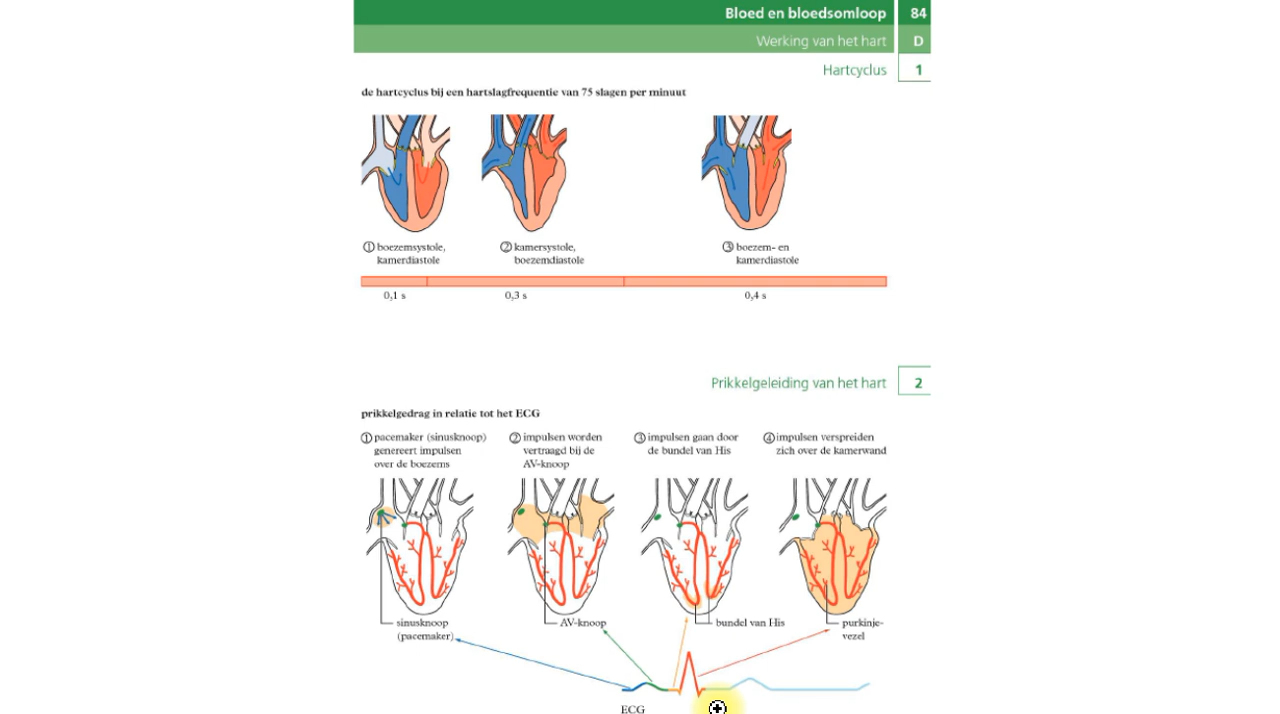 Bloed en bloedsomloop 84
Werking van het hart D
Hartcyclus 1
de hartcyclus bij een hartslagfrequentie van 75 slagen per minuut
① boezemsystole,
kamerdiastole
② kamersystole,
boezemdiastole
③ boezem- en
kamerdiastole
0,1 s
0,3 s
0,4 s
Prikkelgeleiding van het hart 2
prikkelgedrag in relatie tot het ECG
① pacemaker (sinusknoop)
genereert impulsen
over de boezems
② impulsen worden
vertraagd bij de
AV-knoop
③ impulsen gaan door
de bundel van His
④ impulsen verspreiden
zich over de kamerwand
sinusknoop
(pacemaker)
AV-knoop
bundel van His
purkinje-
vezel
ECG